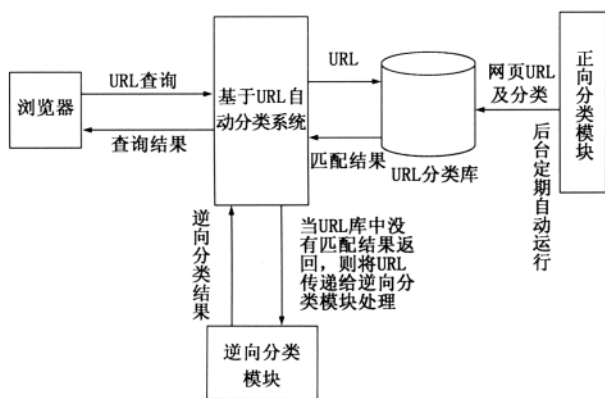 浏览器
URL查询
查询结果
基于URL自
动分类系统
URL
匹配结果
URL分类库
网页URL
及分类
正向分类模块
后台定期自动运行
逆向分类结果
当URL库中没
有匹配结果返
回，则将URL
传递给逆向分
类模块处理
逆向分类
模块